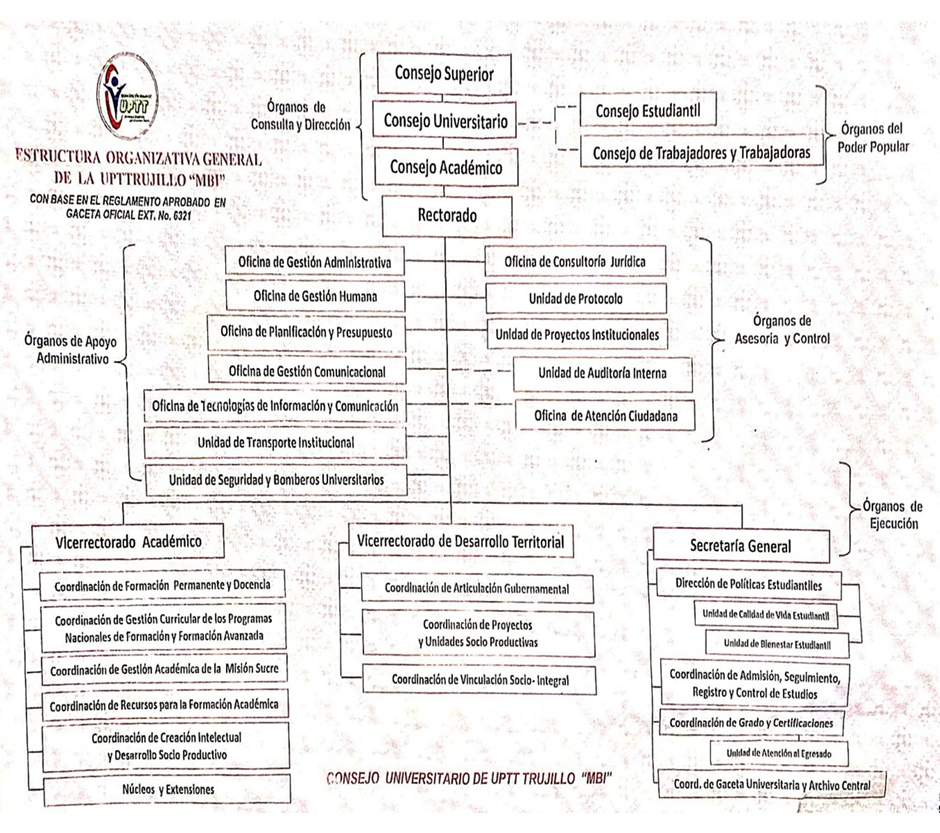 UPTT
ESTRUCTURA ORGANIZATIVA GENERAL
DE LA UPTTRUJILLO "MBI"
CON BASE EN EL REGLAMENTO APROBADO EN
GACETA OFICIAL EXT. No. 6321
Órganos de
Consulta y Dirección
Consejo Superior
Consejo Universitario
Consejo Académico
Rectorado
Consejo Estudiantil
Consejo de Trabajadores y Trabajadoras
Órganos del
Poder Popular
Órganos de Apoyo
Administrativo
Oficina de Gestión Administrativa
Oficina de Gestión Humana
Oficina de Planificación y Presupuesto
Oficina de Gestión Comunicacional
Oficina de Tecnologías de Información y Comunicación
Unidad de Transporte Institucional
Unidad de Seguridad y Bomberos Universitarios
Oficina de Consultoría Jurídica
Unidad de Protocolo
Unidad de Proyectos Institucionales
Unidad de Auditoría Interna
Oficina de Atención Ciudadana
Órganos de
Asesoría y Control
Órganos de
Ejecución
Vicerrectorado Académico
Coordinación de Formación Permanente y Docencia
Coordinación de Gestión Curricular de los Programas
Nacionales de Formación y Formación Avanzada
Coordinación de Gestión Académica de la Misión Sucre
Coordinación de Recursos para la Formación Académica
Coordinación de Creación Intelectual
y Desarrollo Socio Productivo
Núcleos y Extensiones
Vicerrectorado de Desarrollo Territorial
Coordinación de Articulación Gubernamental
Coordinación de Proyectos
y Unidades Socio Productivas
Coordinación de Vinculación Socio- Integral
Secretaría General
Dirección de Políticas Estudiantiles
Unidad de Calidad de Vida Estudiantil
Unidad de Bienestar Estudiantil
Coordinación de Admisión, Seguimiento,
Registro y Control de Estudios
Coordinación de Grado y Certificaciones
Unidad de Atención al Egresado
Coord. de Gaceta Universitaria y Archivo Central
CONSEJO UNIVERSITARIO DE UPTT TRUJILLO "MBI"